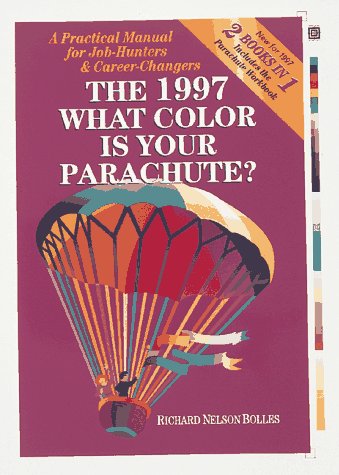 A Practical Manual
for Job-Hunters
& Career-Changers
New for 1997
2 BOOKS IN 1
Includes the
Parachute Workbook
THE 1997
WHAT COLOR
IS YOUR
PARACHUTE?
RICHARD NELSON BOLLES